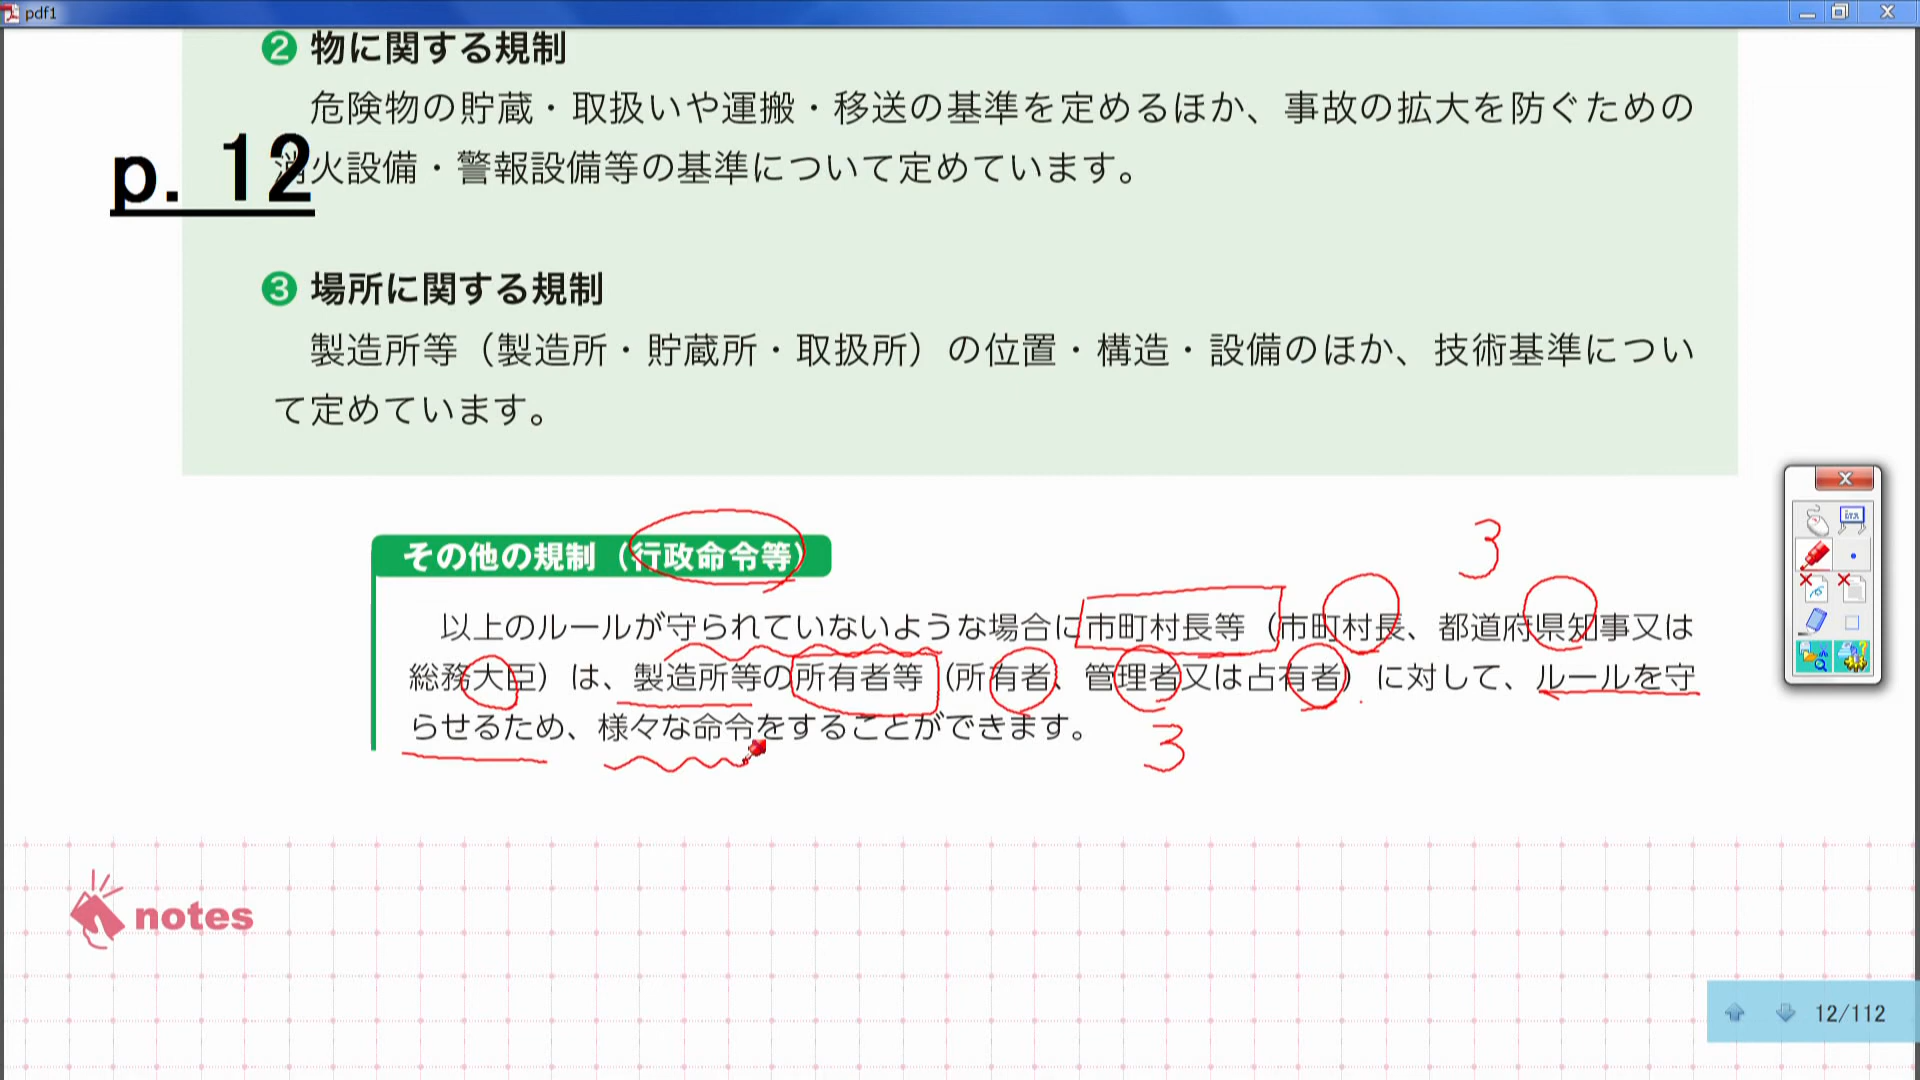 pdf1
❷ 物に関する規制
危険物の貯蔵・取扱いや運搬・移送の基準を定めるほか、事故の拡大を防ぐための
消火設備・警報設備等の基準について定めています。
p. 12
❸ 場所に関する規制
製造所等（製造所・貯蔵所・取扱所）の位置・構造・設備のほか、技術基準につい
て定めています。
3
その他の規制（行政命令等）
以上のルールが守られていないような場合に市町村長等（市町村長、都道府県知事又は
総務大臣）は、製造所等の所有者等（所有者、管理者又は占有者）に対して、ルールを守
らせるため、様々な命令をすることができます。
3
notes
12/112